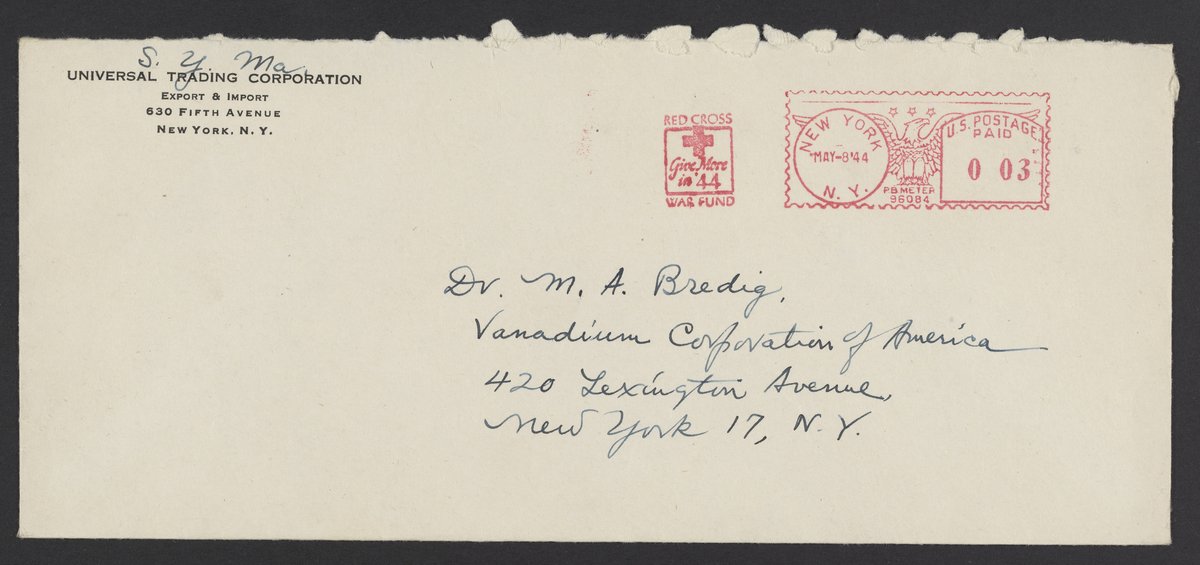 S. Y. Ma
UNIVERSAL TRADING CORPORATION
EXPORT & IMPORT
630 FIFTH AVENUE
NEW YORK, N. Y.
RED CROSS
Give More
in '44
WAR FUND
NEW YORK
MAY-8'44
N. Y.
P.B. METER
96084
U.S. POSTAGE
PAID
0 03
Dr. M. A. Bredig,
Vanadium Corporation of America
420 Lexington Avenue,
New York 17, N. Y.